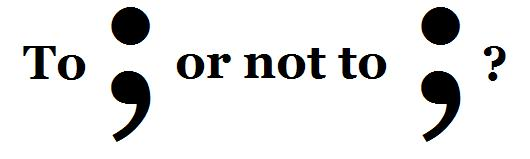 To ; or not to ; ?